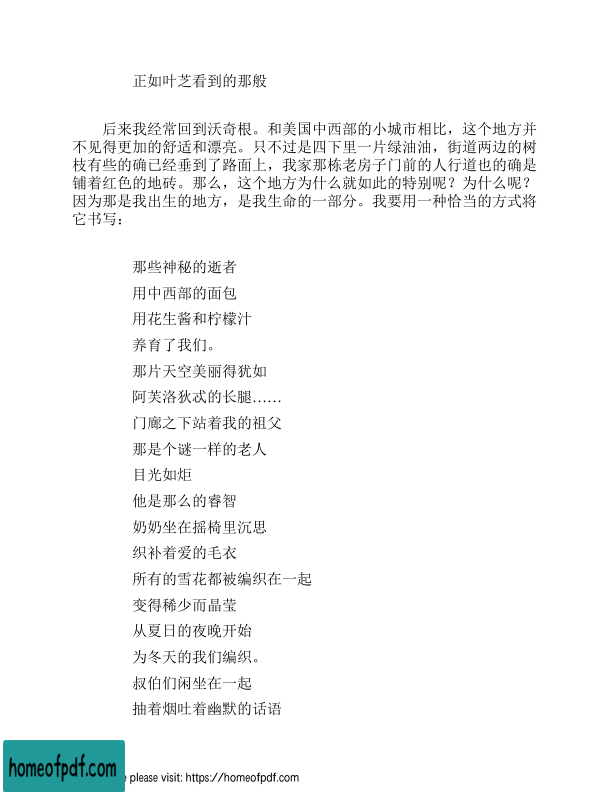 正如叶芝看到的那般
后来我经常回到沃奇根。和美国中西部的小城市相比，这个地方并
不见得更加的舒适和漂亮。只不过是四下里一片绿油油，街道两边的树
枝有些的确已经垂到了路面上，我家那栋老房子门前的人行道也的确是
铺着红色的地砖。那么，这个地方为什么就如此的特别呢？为什么呢？
因为那是我出生的地方，是我生命的一部分。我要用一种恰当的方式将
它书写：
那些神秘的逝者
用中西部的面包
用花生酱和柠檬汁
养育了我们。
那片天空美丽得犹如
阿芙洛狄忒的长腿……
门廊之下站着我的祖父
那是个谜一样的老人
目光如炬
他是那么的睿智
奶奶坐在摇椅里沉思
织补着爱的毛衣
所有的雪花都被编织在一起
变得稀少而晶莹
从夏日的夜晚开始
为冬天的我们编织。
叔伯们闲坐在一起
抽着烟吐着幽默的话语
homeofpdf.com
e please visit: https://homeofpdf.com